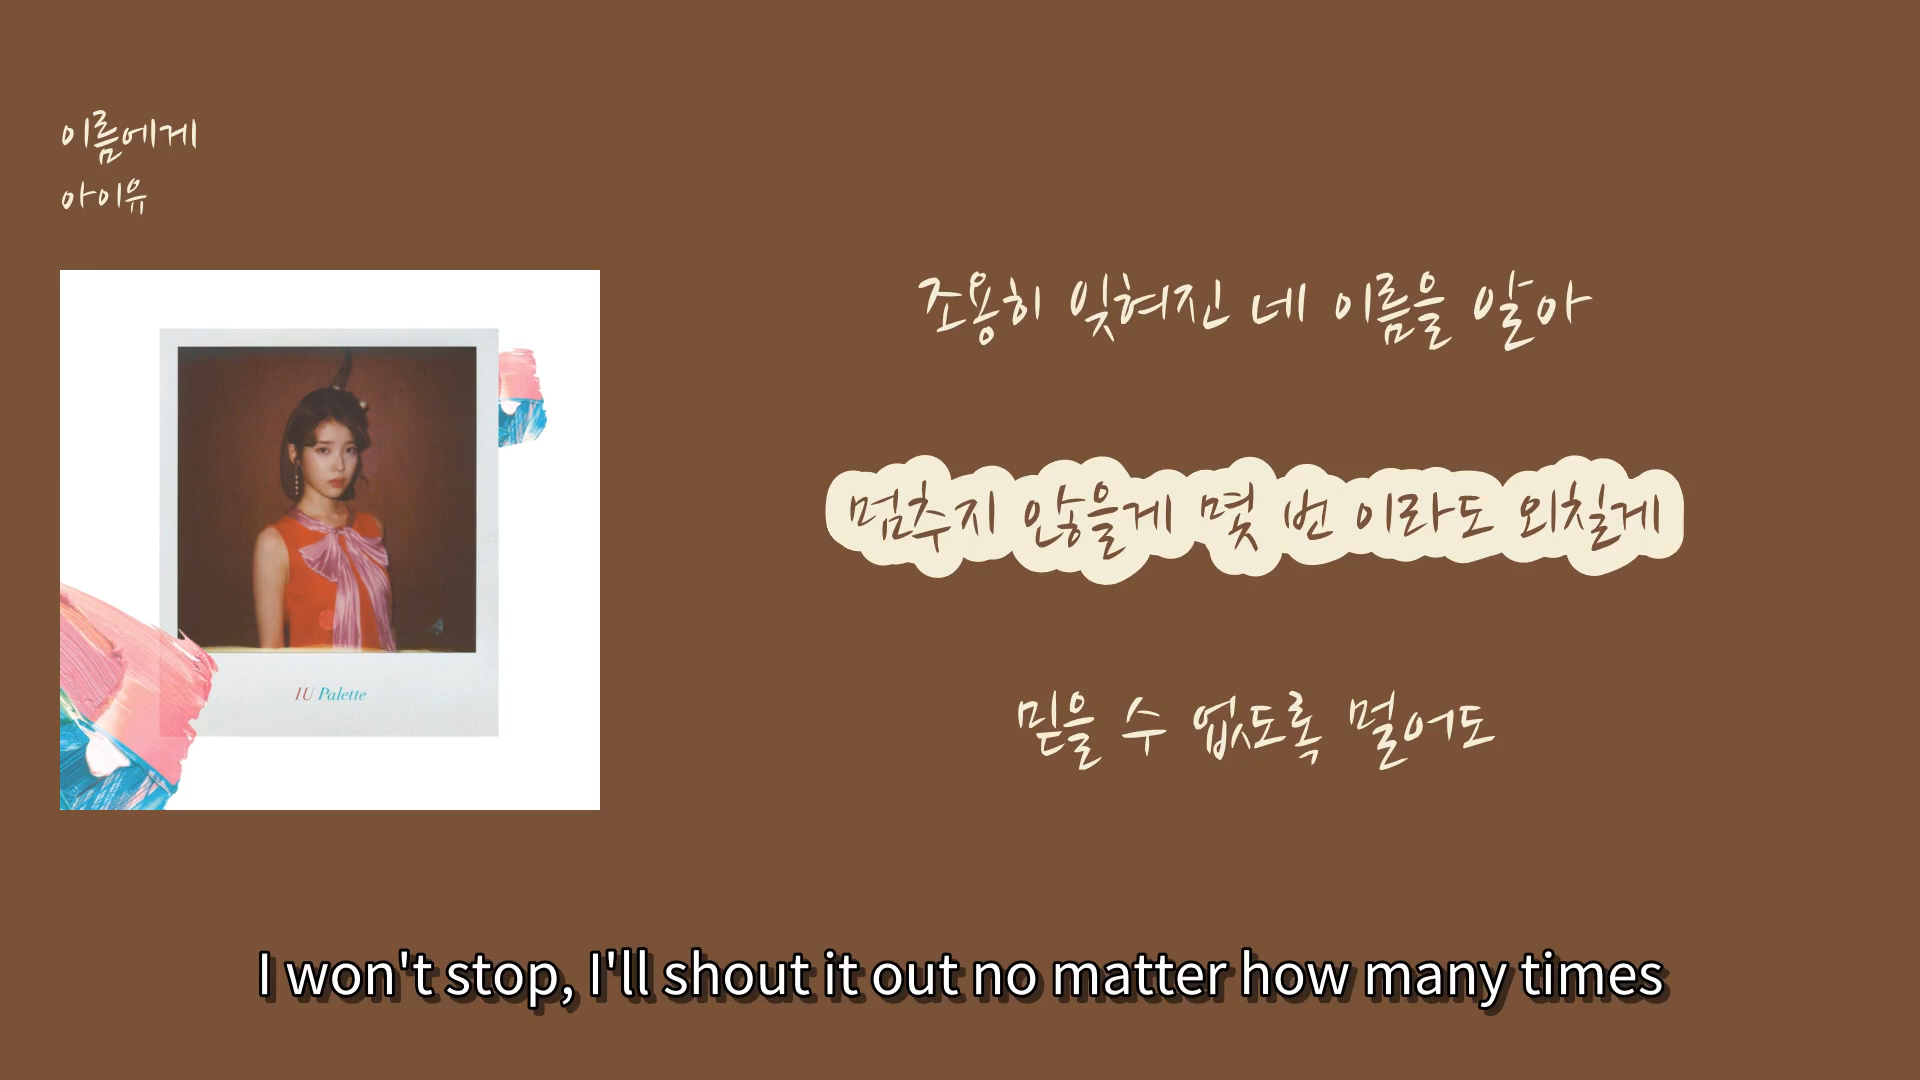 이름에게
아이유
IU Palette
조용히 잊혀진 네 이름을 알아
멈추지 않을게 몇 번 이라도 외칠게
믿을 수 없도록 멀어도
I won't stop, I'll shout it out no matter how many times